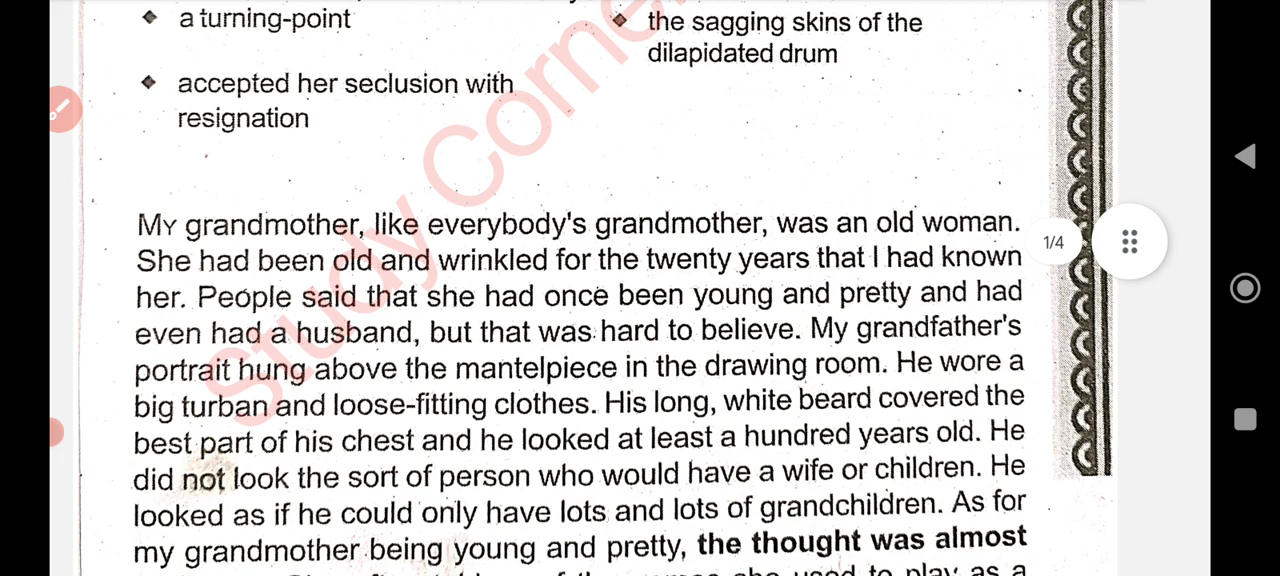 a turning-point
the sagging skins of the
dilapidated drum
accepted her seclusion with
resignation
Study Corne
My grandmother, like everybody's grandmother, was an old woman.
She had been old and wrinkled for the twenty years that I had known
her. People said that she had once been young and pretty and had
even had a husband, but that was hard to believe. My grandfather's
portrait hung above the mantelpiece in the drawing room. He wore a
big turban and loose-fitting clothes. His long, white beard covered the
best part of his chest and he looked at least a hundred years old. He
did not look the sort of person who would have a wife or children. He
looked as if he could only have lots and lots of grandchildren. As for
my grandmother being young and pretty, the thought was almost
used to play as a
1/4